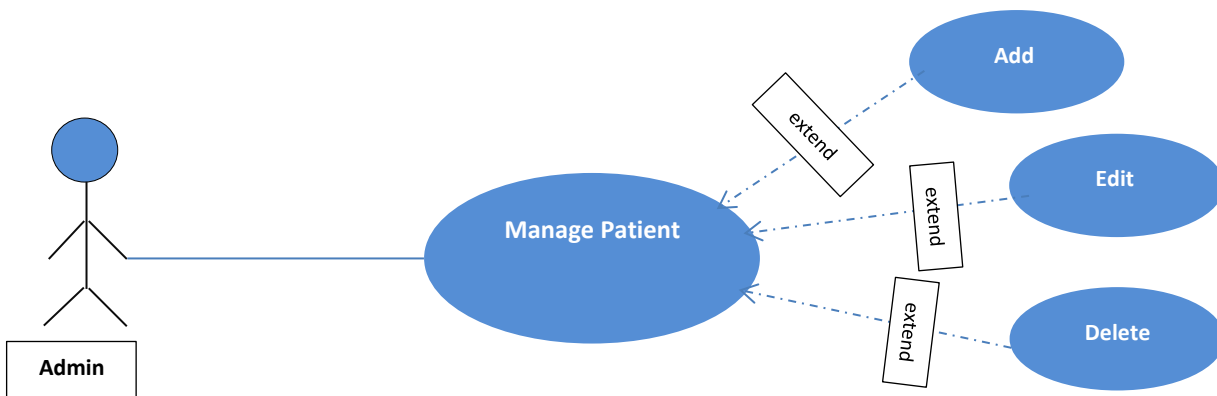 Add
extend
Edit
extend
Manage Patient
extend
Delete
Admin